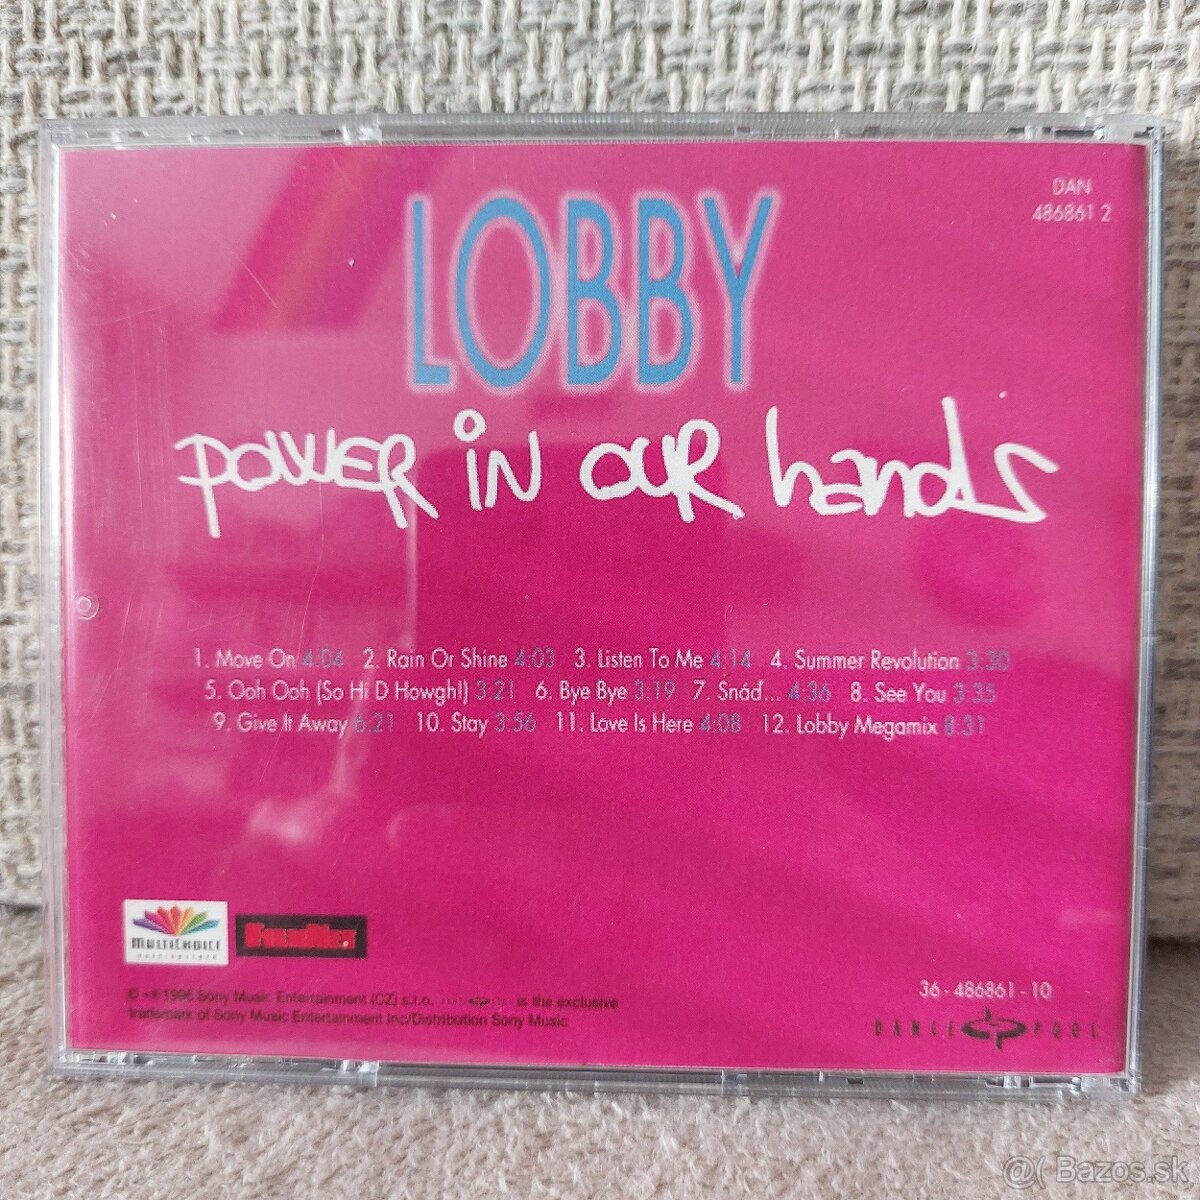 DAN
486861 2
LOBBY
power in our hands
1. Move On 4:04 2. Rain Or Shine 4:03 3. Listen To Me 4:14 4. Summer Revolution 3:30
5. Ooh Ooh (So Hi D Howgh!) 3:21 6. Bye Bye 3:19 7. Snáď... 4:36 8. See You 3:35
9. Give It Away 6:21 10. Stay 3:56 11. Love Is Here 4:08 12. Lobby Megamix 8:31
MULTICHOICE
36-486861-10
© + ℗ 1996 Sony Music Entertainment (CZ) s.r.o. is the exclusive
trademark of Sony Music Entertainment Inc/Distribution Sony Music
DANCE POOL
@( Bazos.sk